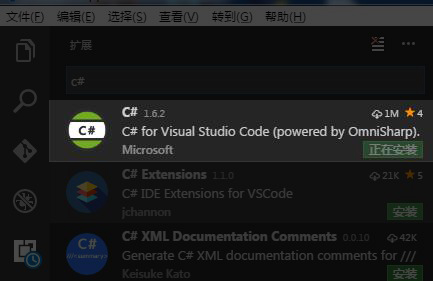 文件(F) 编辑(E) 选择(S) 查看(V) 转到(G) 帮助(H)
扩展
c#
C# 1.6.2 1M 4
C#
C# for Visual Studio Code (powered by OmniSharp).
Microsoft 正在安装
C# Extensions 1.1.0 21K 5
C# IDE Extensions for VSCode
jchannon 安装
C# XML Documentation Comments 0.0.10 42K
C#
Generate C# XML documentation comments for ///
Keisuke Kato 安装